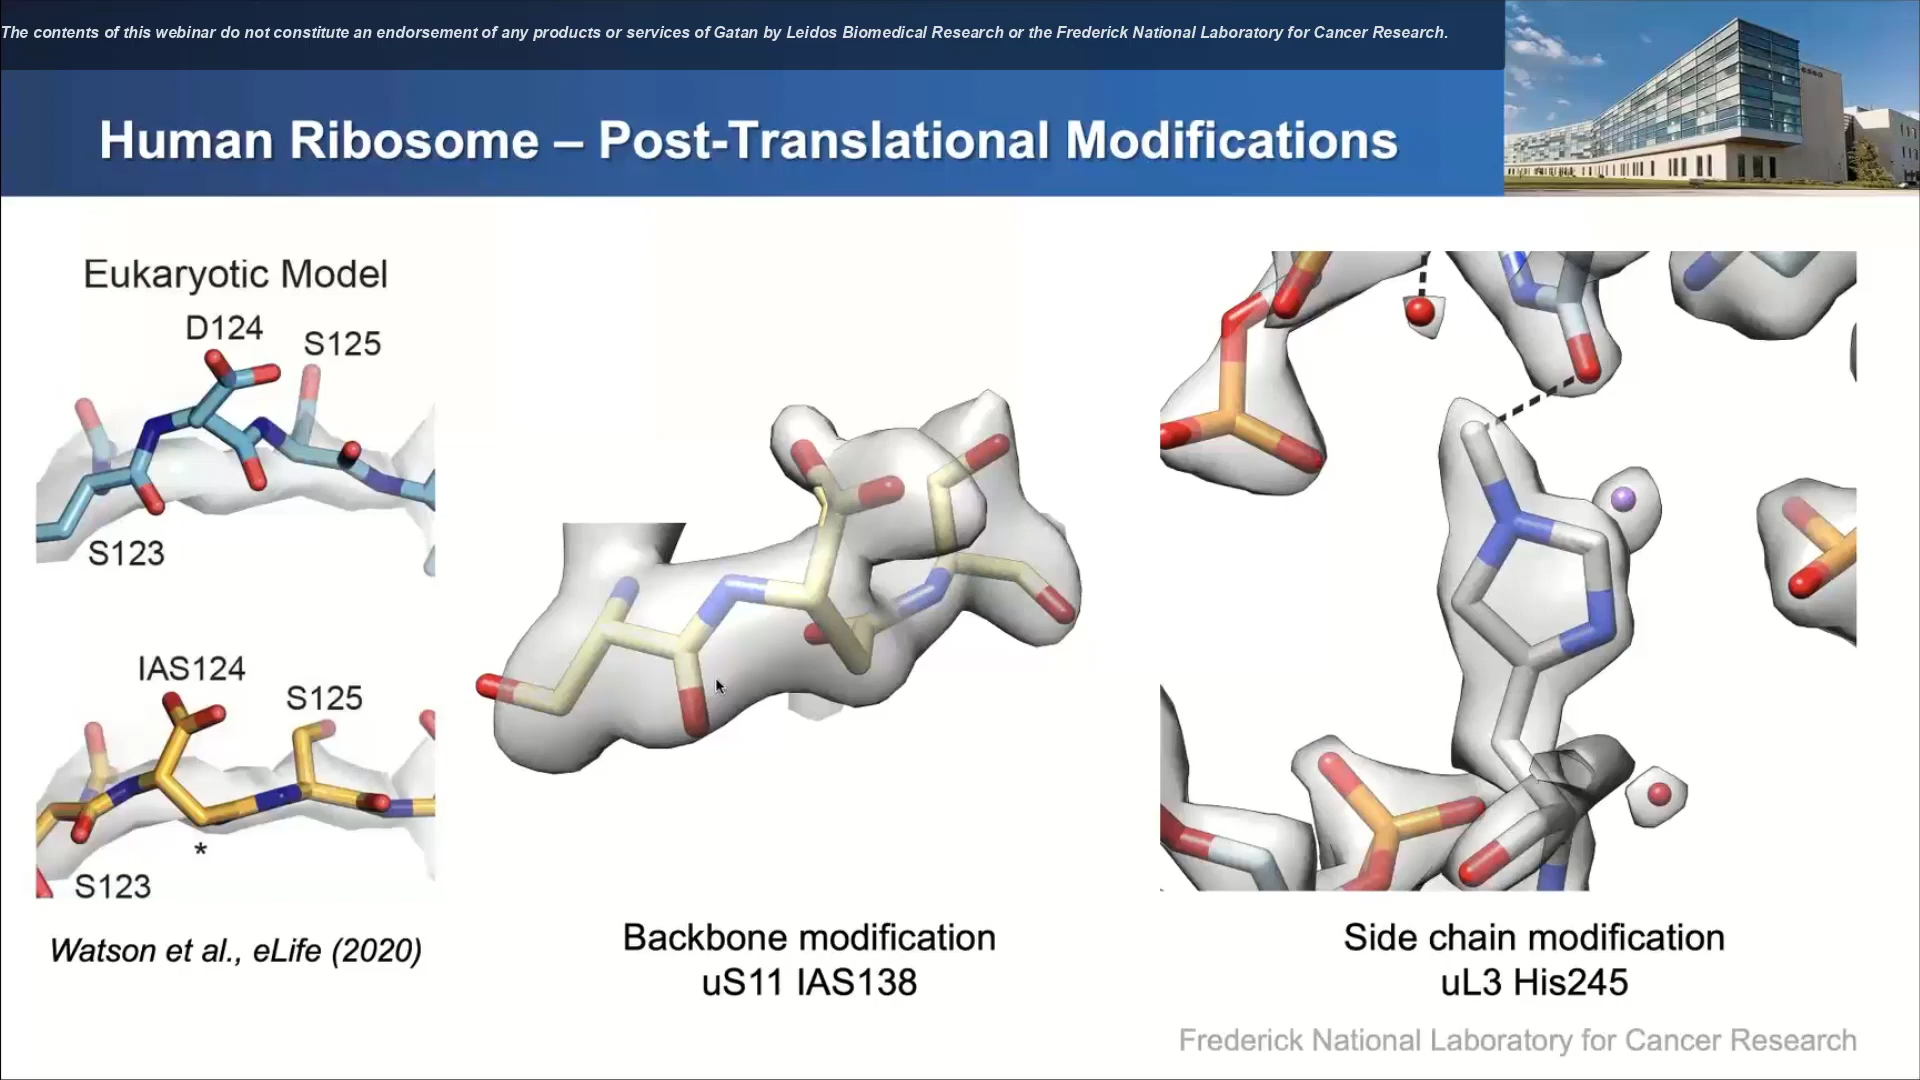 The contents of this webinar do not constitute an endorsement of any products or services of Gatan by Leidos Biomedical Research or the Frederick National Laboratory for Cancer Research.
Human Ribosome – Post-Translational Modifications
Eukaryotic Model
D124
S125
S123
IAS124
S125
*
S123
Watson et al., eLife (2020)
Backbone modification
uS11 IAS138
Side chain modification
uL3 His245
Frederick National Laboratory for Cancer Research